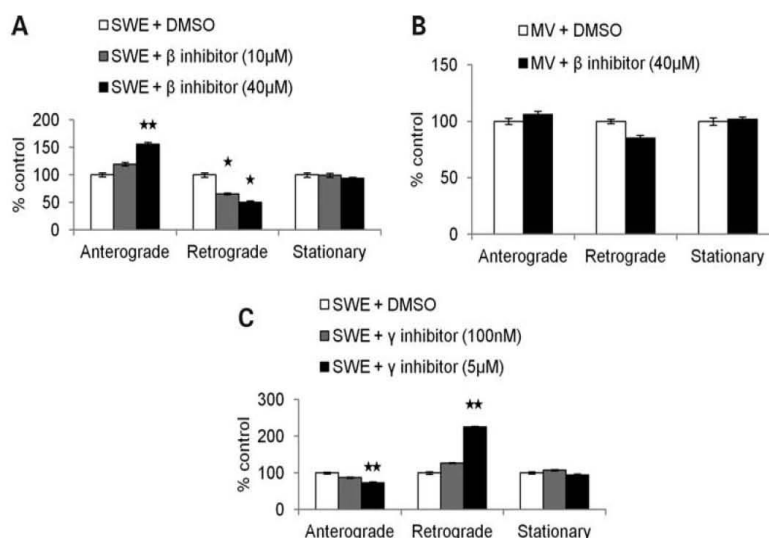 A
SWE + DMSO
SWE + β inhibitor (10µM)
SWE + β inhibitor (40µM)
% control
200
150
100
50
0
★★
★
★
Anterograde Retrograde Stationary
B
MV + DMSO
MV + β inhibitor (40µM)
% control
150
100
50
0
Anterograde Retrograde Stationary
C
SWE + DMSO
SWE + γ inhibitor (100nM)
SWE + γ inhibitor (5µM)
% control
300
200
100
0
★★
★★
Anterograde Retrograde Stationary